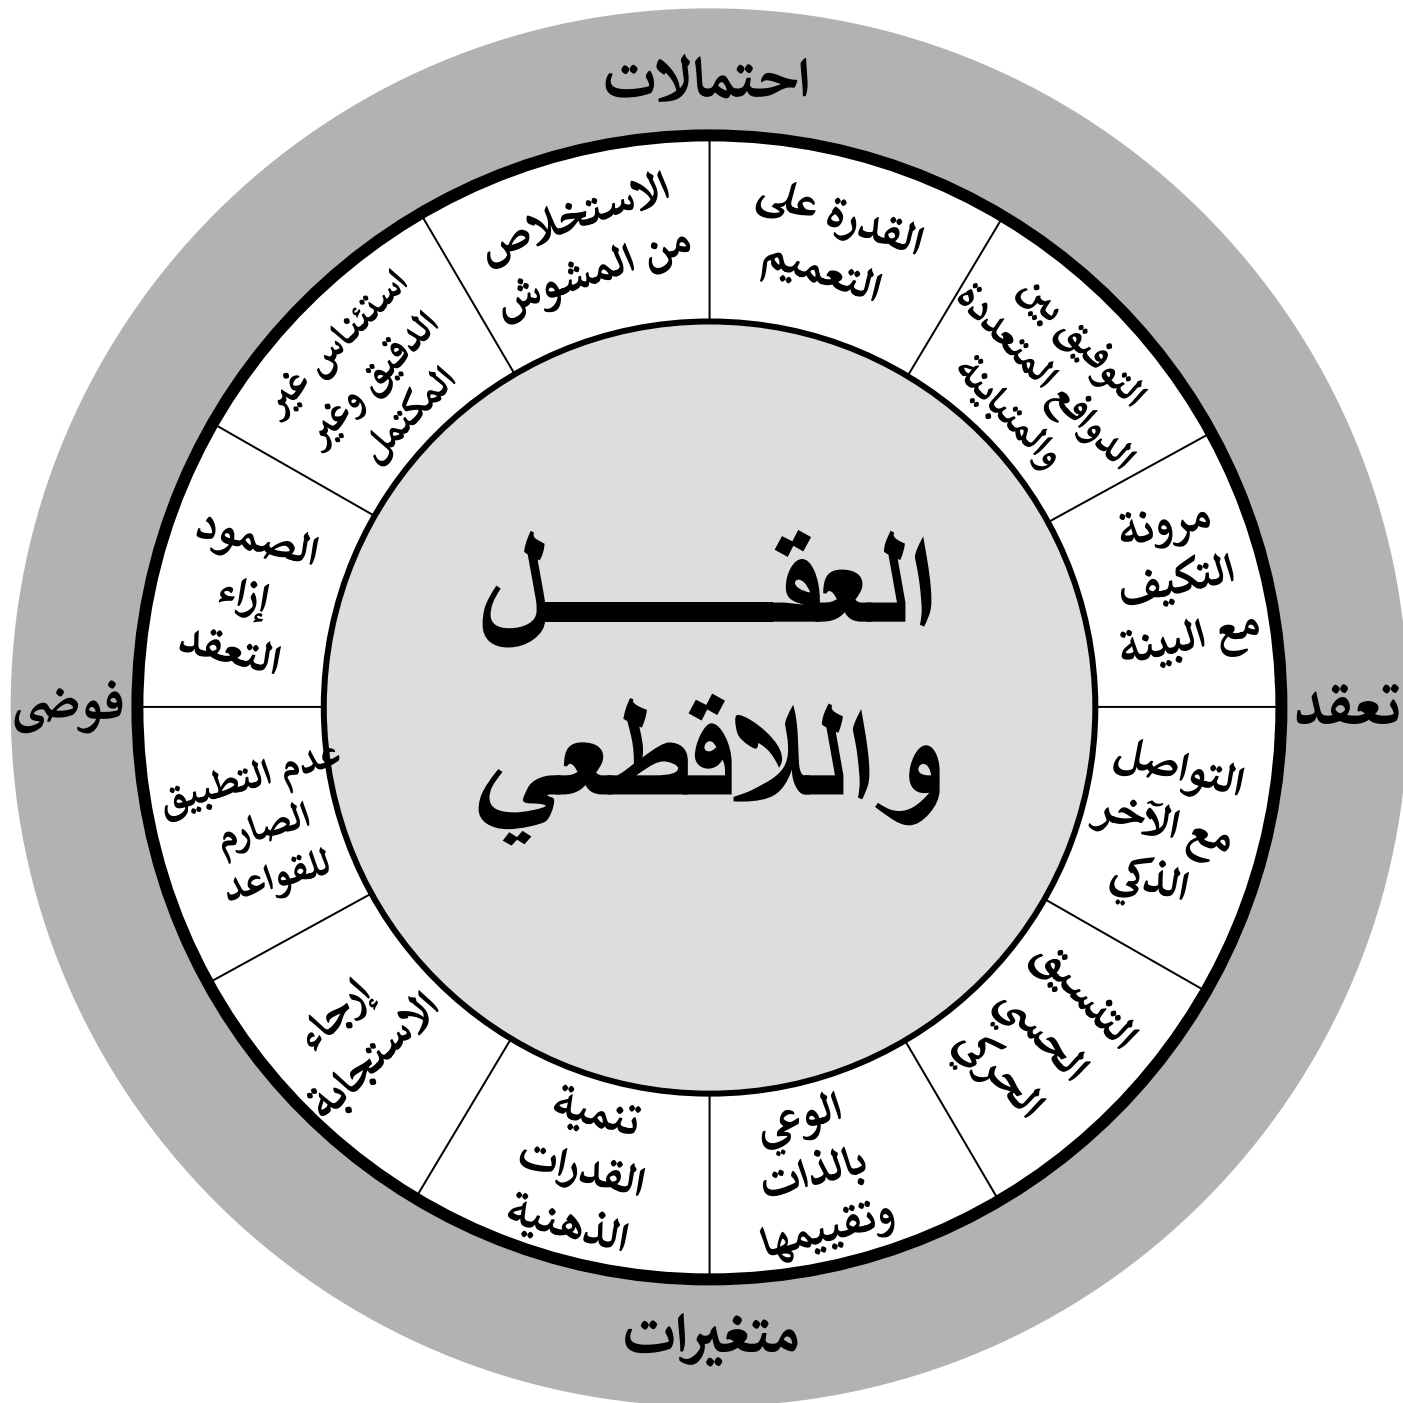 احتمالات
القدرة على
التعميم
التوفيق بين
الدوافع المتعددة
والمتباينة
مرونة
التكيف
مع البينة
تعقد
التواصل
مع الآخر
الذكي
التنسيق
الحسي
الحركي
الوعي
بالذات
وتقييمها
متغيرات
تنمية
القدرات
الذهنية
إرجاء
الاستجابة
عدم التطبيق
الصارم
للقواعد
فوضى
الصمود
إزاء
التعقد
استئناس غير
الدقيق وغير
المكتمل
الاستخلاص
من المشوش
العقـــــــل
واللاقطعي